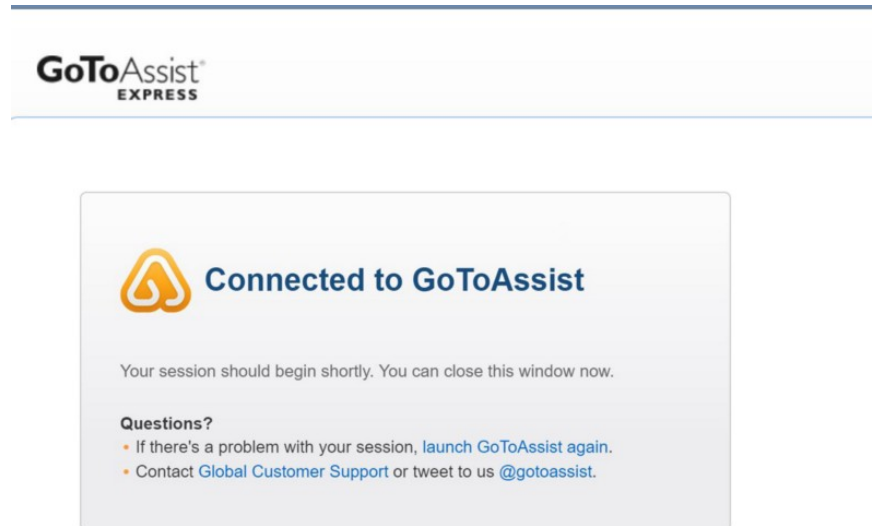 GoToAssist®
EXPRESS
Connected to GoToAssist
Your session should begin shortly. You can close this window now.
Questions?
• If there's a problem with your session, launch GoToAssist again.
• Contact Global Customer Support or tweet to us @gotoassist.